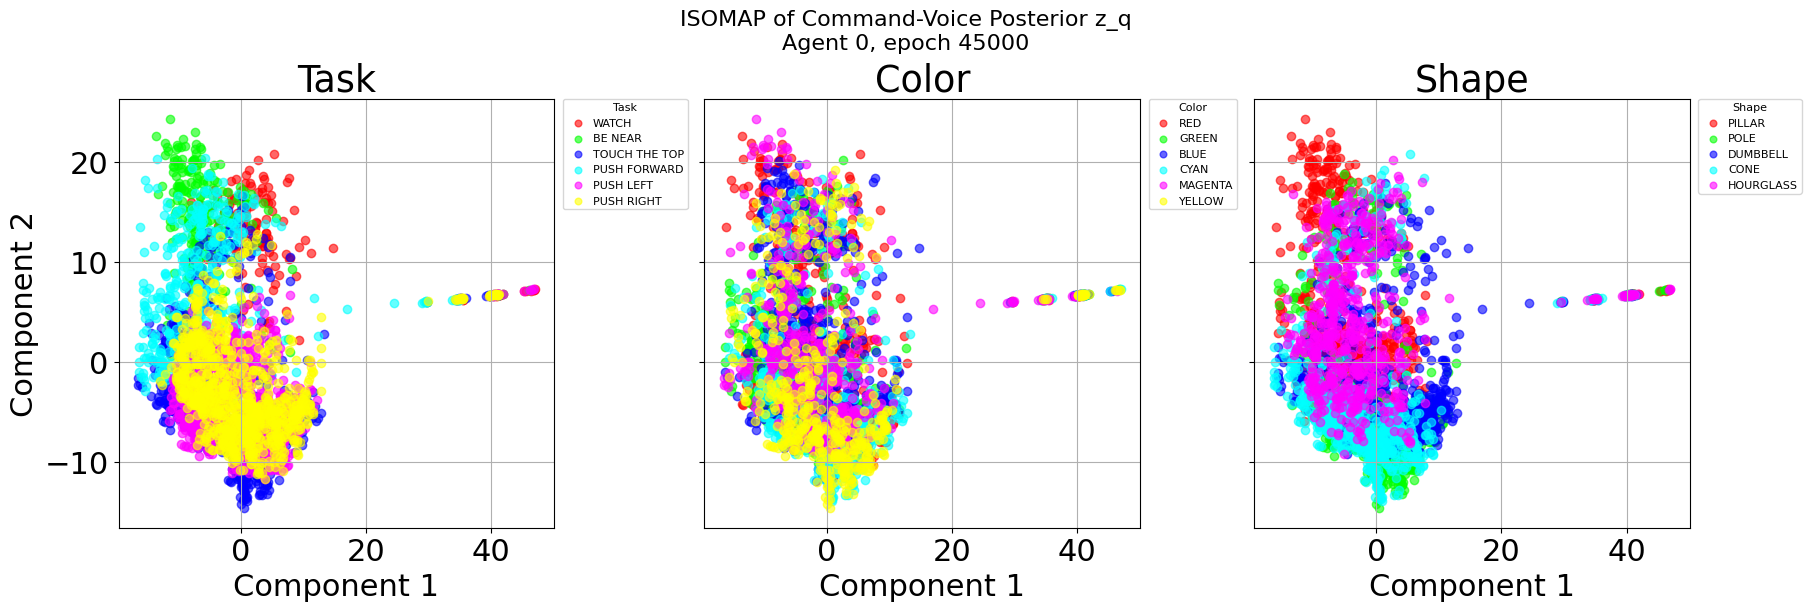 ISOMAP of Command-Voice Posterior z_q
Agent 0, epoch 45000
Task
Component 2
20
10
0
−10
0
20
40
Component 1
Task
WATCH
BE NEAR
TOUCH THE TOP
PUSH FORWARD
PUSH LEFT
PUSH RIGHT
Color
0
20
40
Component 1
Color
RED
GREEN
BLUE
CYAN
MAGENTA
YELLOW
Shape
0
20
40
Component 1
Shape
PILLAR
POLE
DUMBBELL
CONE
HOURGLASS